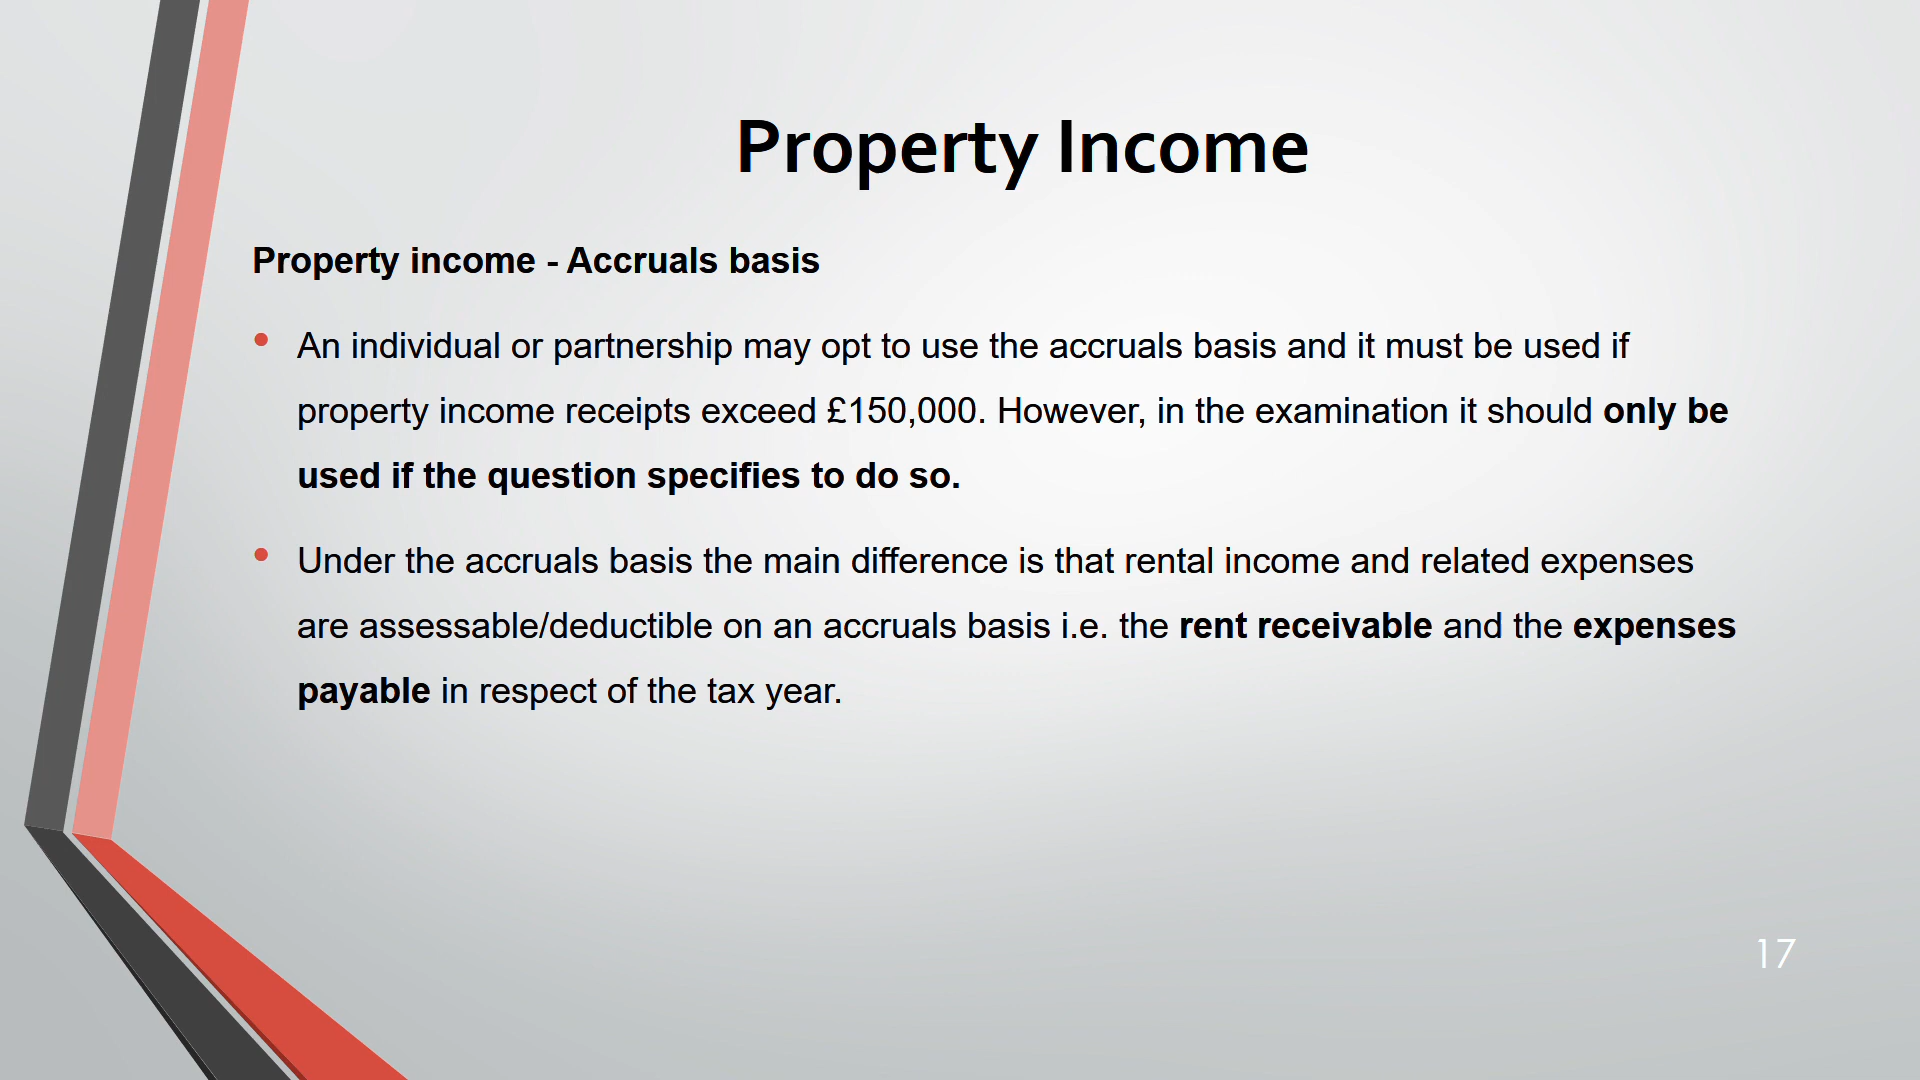 Property Income
Property income - Accruals basis
• An individual or partnership may opt to use the accruals basis and it must be used if
property income receipts exceed £150,000. However, in the examination it should only be
used if the question specifies to do so.
• Under the accruals basis the main difference is that rental income and related expenses
are assessable/deductible on an accruals basis i.e. the rent receivable and the expenses
payable in respect of the tax year.
17